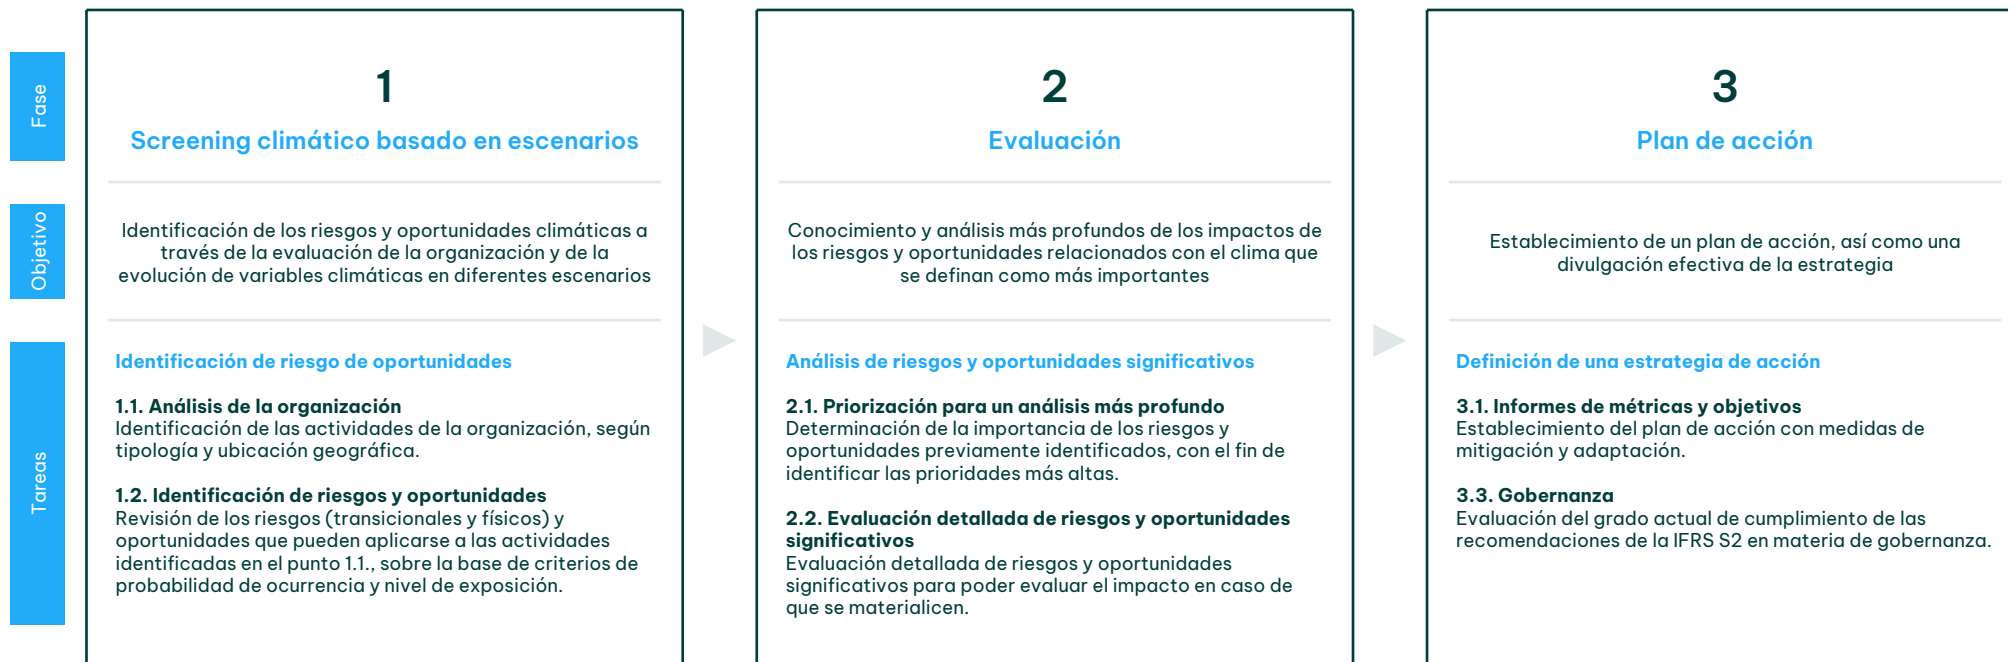 Fase
Objetivo
Tareas
1
Screening climático basado en escenarios
Identificación de los riesgos y oportunidades climáticas a
través de la evaluación de la organización y de la
evolución de variables climáticas en diferentes escenarios
Identificación de riesgo de oportunidades
1.1. Análisis de la organización
Identificación de las actividades de la organización, según
tipología y ubicación geográfica.
1.2. Identificación de riesgos y oportunidades
Revisión de los riesgos (transicionales y físicos) y
oportunidades que pueden aplicarse a las actividades
identificadas en el punto 1.1., sobre la base de criterios de
probabilidad de ocurrencia y nivel de exposición.
2
Evaluación
Conocimiento y análisis más profundos de los impactos de
los riesgos y oportunidades relacionados con el clima que
se definan como más importantes
Análisis de riesgos y oportunidades significativos
2.1. Priorización para un análisis más profundo
Determinación de la importancia de los riesgos y
oportunidades previamente identificados, con el fin de
identificar las prioridades más altas.
2.2. Evaluación detallada de riesgos y oportunidades
significativos
Evaluación detallada de riesgos y oportunidades
significativos para poder evaluar el impacto en caso de
que se materialicen.
3
Plan de acción
Establecimiento de un plan de acción, así como una
divulgación efectiva de la estrategia
Definición de una estrategia de acción
3.1. Informes de métricas y objetivos
Establecimiento del plan de acción con medidas de
mitigación y adaptación.
3.3. Gobernanza
Evaluación del grado actual de cumplimiento de las
recomendaciones de la IFRS S2 en materia de gobernanza.